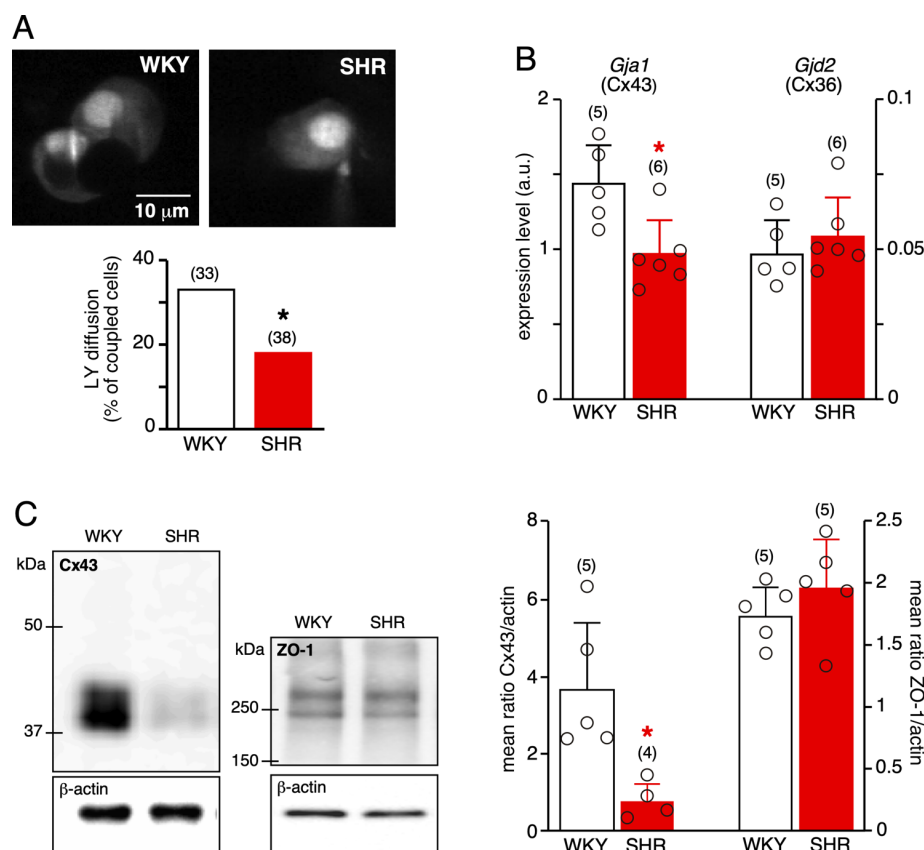 A
WKY
SHR
10 µm
LY diffusion
(% of coupled cells)
40
20
0
(33)
*
(38)
WKY
SHR
B
Gja1
(Cx43)
Gjd2
(Cx36)
expression level (a.u.)
2
1
0
(5)
*
(6)
(5)
(6)
0.1
0.05
0
WKY
SHR
WKY
SHR
C
WKY
SHR
kDa
Cx43
50
37
β-actin
WKY
SHR
kDa
ZO-1
250
150
β-actin
mean ratio Cx43/actin
8
6
4
2
0
(5)
*
(4)
(5)
(5)
2.5
2
1.5
1
0.5
0
mean ratio ZO-1/actin
WKY
SHR
WKY
SHR